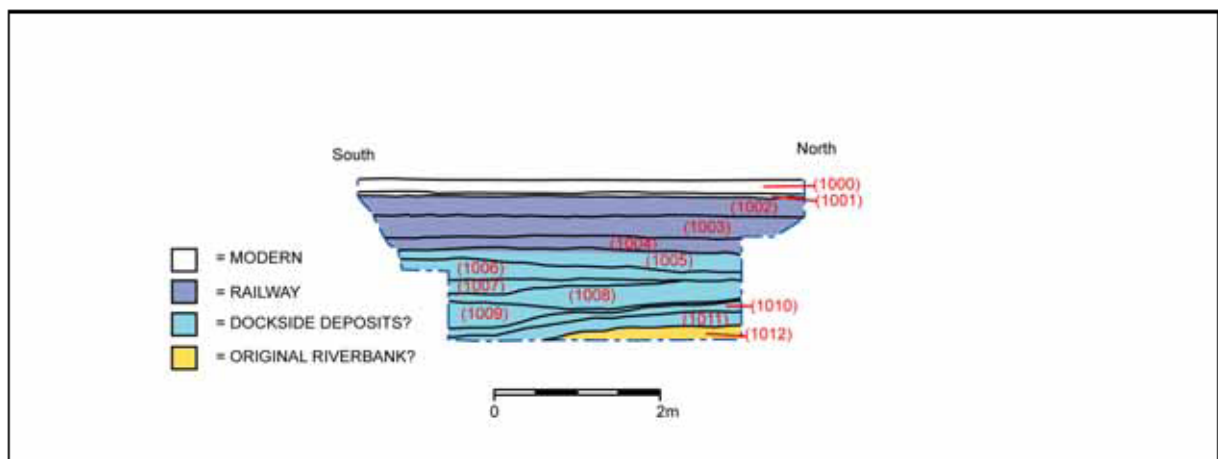 South
North
(1000)
(1001)
(1002)
(1003)
(1004)
(1005)
(1006)
(1007)
(1008)
(1009)
(1010)
(1011)
(1012)
= MODERN
= RAILWAY
= DOCKSIDE DEPOSITS?
= ORIGINAL RIVERBANK?
0
2m